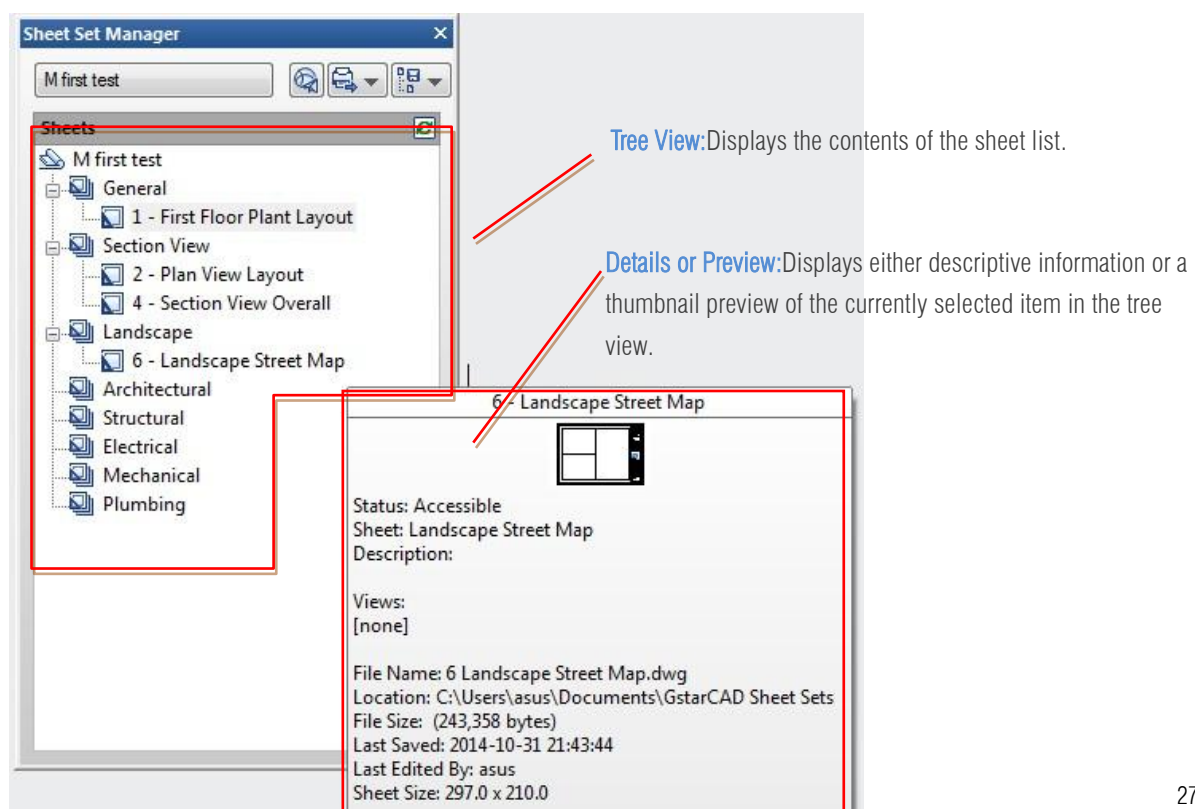 Sheet Set Manager
M first test
Sheets
M first test
General
1 - First Floor Plant Layout
Section View
2 - Plan View Layout
4 - Section View Overall
Landscape
6 - Landscape Street Map
Architectural
Structural
Electrical
Mechanical
Plumbing
Tree View:Displays the contents of the sheet list.
Details or Preview:Displays either descriptive information or a
thumbnail preview of the currently selected item in the tree
view.
6 - Landscape Street Map
Status: Accessible
Sheet: Landscape Street Map
Description:
Views:
[none]
File Name: 6 Landscape Street Map.dwg
Location: C:\Users\asus\Documents\GstarCAD Sheet Sets
File Size:  (243,358 bytes)
Last Saved: 2014-10-31 21:43:44
Last Edited By: asus
Sheet Size: 297.0 x 210.0
27